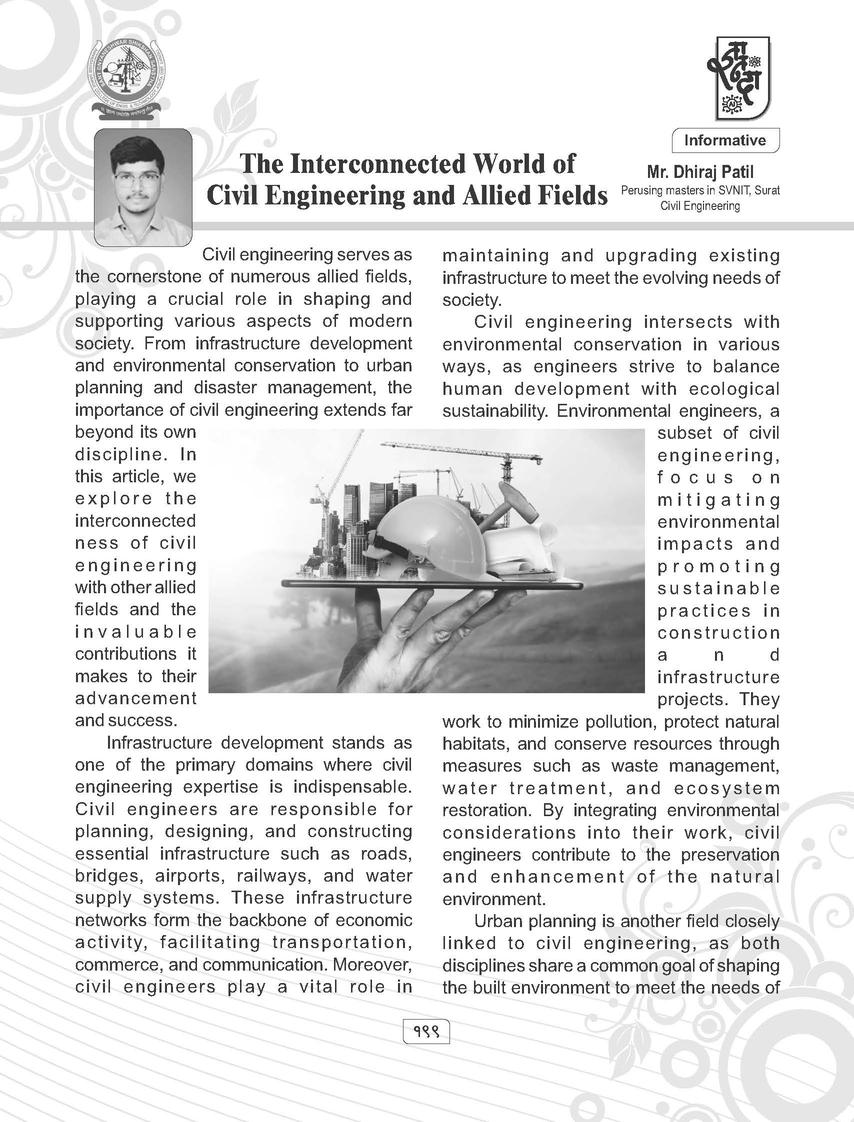 Informative
The Interconnected World of
Civil Engineering and Allied Fields
Mr. Dhiraj Patil
Perusing masters in SVNIT, Surat
Civil Engineering
Civil engineering serves as
the cornerstone of numerous allied fields,
playing a crucial role in shaping and
supporting various aspects of modern
society. From infrastructure development
and environmental conservation to urban
planning and disaster management, the
importance of civil engineering extends far
beyond its own
discipline. In
this article, we
explore the
interconnected
ness of civil
engineering
with other allied
fields and the
invaluable
contributions it
makes to their
advancement
and success.
Infrastructure development stands as
one of the primary domains where civil
engineering expertise is indispensable.
Civil engineers are responsible for
planning, designing, and constructing
essential infrastructure such as roads,
bridges, airports, railways, and water
supply systems. These infrastructure
networks form the backbone of economic
activity, facilitating transportation,
commerce, and communication. Moreover,
civil engineers play a vital role in
maintaining and upgrading existing
infrastructure to meet the evolving needs of
society.
Civil engineering intersects with
environmental conservation in various
ways, as engineers strive to balance
human development with ecological
sustainability. Environmental engineers, a
subset of civil
engineering,
focus on
mitigating
environmental
impacts and
promoting
sustainable
practices in
construction
and
infrastructure
projects. They
work to minimize pollution, protect natural
habitats, and conserve resources through
measures such as waste management,
water treatment, and ecosystem
restoration. By integrating environmental
considerations into their work, civil
engineers contribute to the preservation
and enhancement of the natural
environment.
Urban planning is another field closely
linked to civil engineering, as both
disciplines share a common goal of shaping
the built environment to meet the needs of
१९९